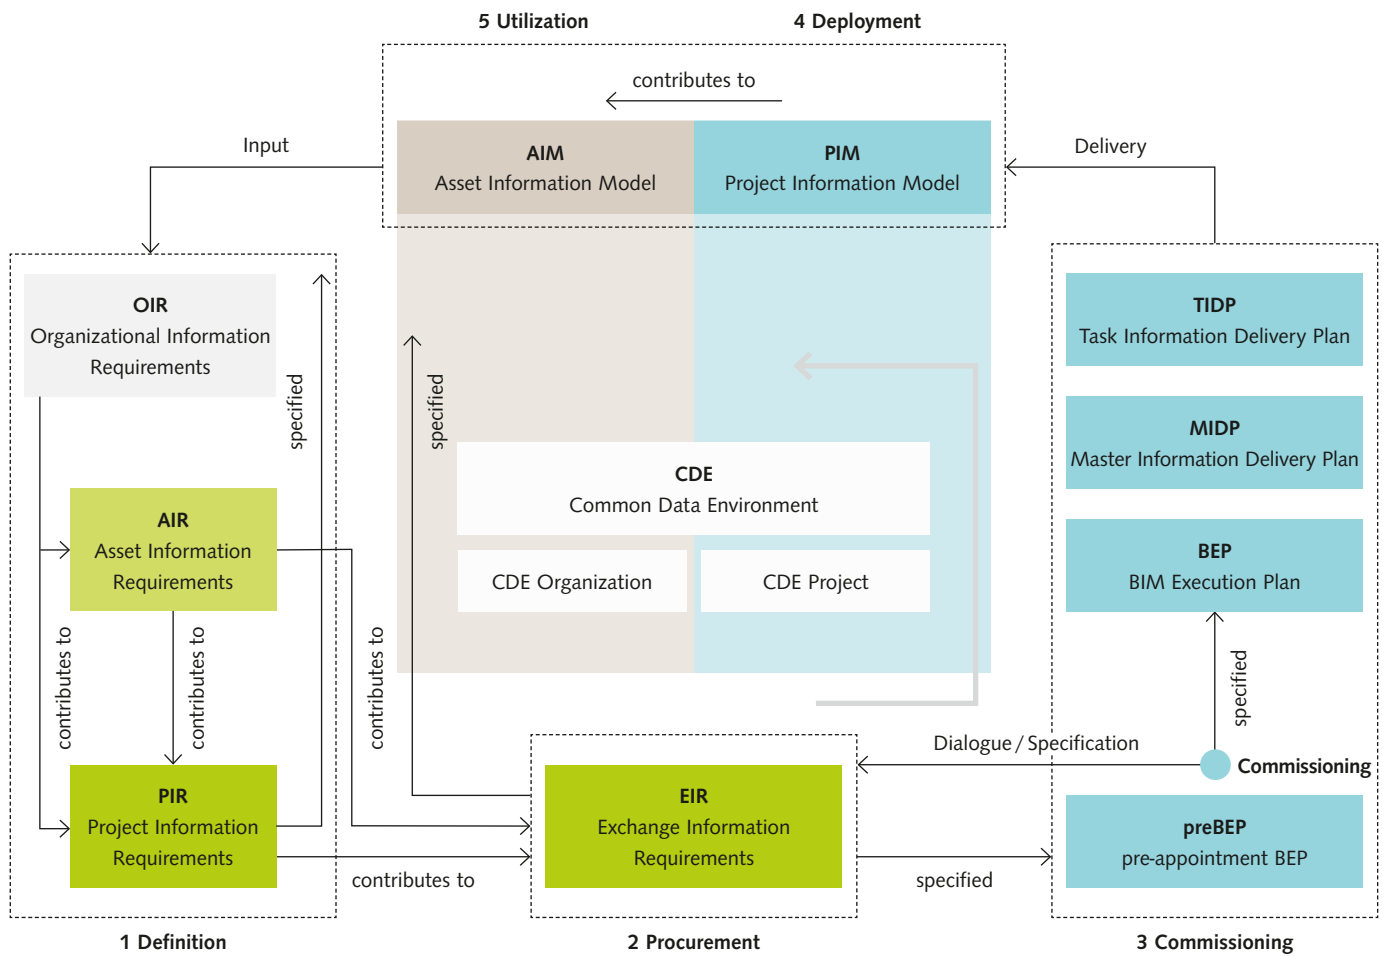 5 Utilization
4 Deployment
contributes to
Input
AIM
Asset Information Model
PIM
Project Information Model
Delivery
OIR
Organizational Information
Requirements
specified
specified
TIDP
Task Information Delivery Plan
MIDP
Master Information Delivery Plan
CDE
Common Data Environment
CDE Organization
CDE Project
AIR
Asset Information
Requirements
BEP
BIM Execution Plan
contributes to
contributes to
contributes to
specified
Dialogue / Specification
Commissioning
PIR
Project Information
Requirements
EIR
Exchange Information
Requirements
preBEP
pre-appointment BEP
contributes to
specified
1 Definition
2 Procurement
3 Commissioning